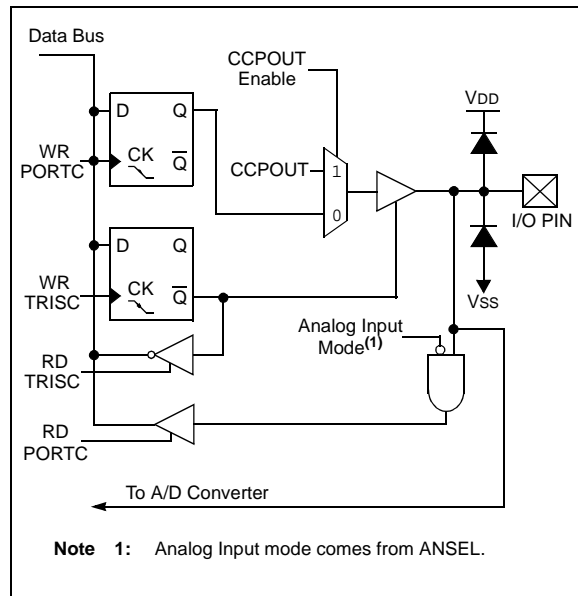 Data Bus
CCPOUT
Enable
VDD
D Q
WR
PORTC
CK Q
CCPOUT
1
0
I/O PIN
D Q
WR
TRISC
CK Q
VSS
Analog Input
Mode(1)
RD
TRISC
RD
PORTC
To A/D Converter
Note 1: Analog Input mode comes from ANSEL.